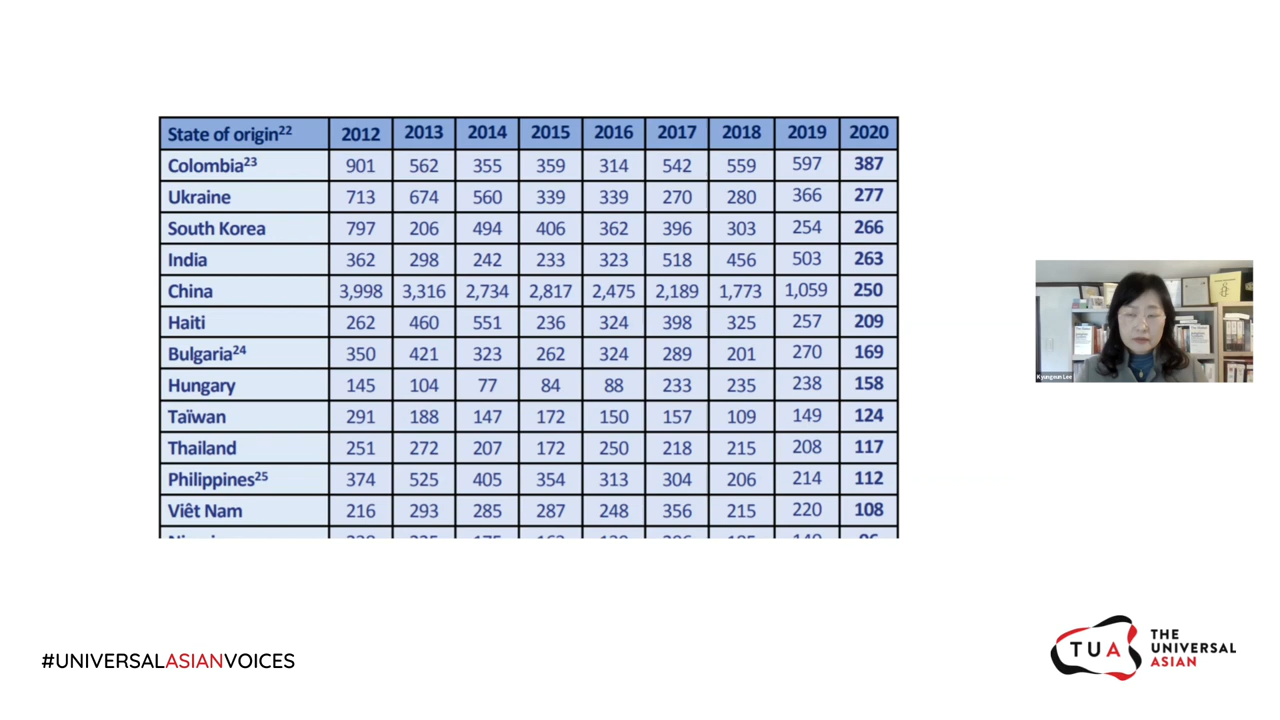 State of origin22 2012 2013 2014 2015 2016 2017 2018 2019 2020
Colombia23 901 562 355 359 314 542 559 597 387
Ukraine 713 674 560 339 339 270 280 366 277
South Korea 797 206 494 406 362 396 303 254 266
India 362 298 242 233 323 518 456 503 263
China 3,998 3,316 2,734 2,817 2,475 2,189 1,773 1,059 250
Haiti 262 460 551 236 324 398 325 257 209
Bulgaria24 350 421 323 262 324 289 201 270 169
Hungary 145 104 77 84 88 233 235 238 158
Taïwan 291 188 147 172 150 157 109 149 124
Thailand 251 272 207 172 250 218 215 208 117
Philippines25 374 525 405 354 313 304 206 214 112
Viêt Nam 216 293 285 287 248 356 215 220 108
#UNIVERSALASIANVOICES
TUA
THE
UNIVERSAL
ASIAN